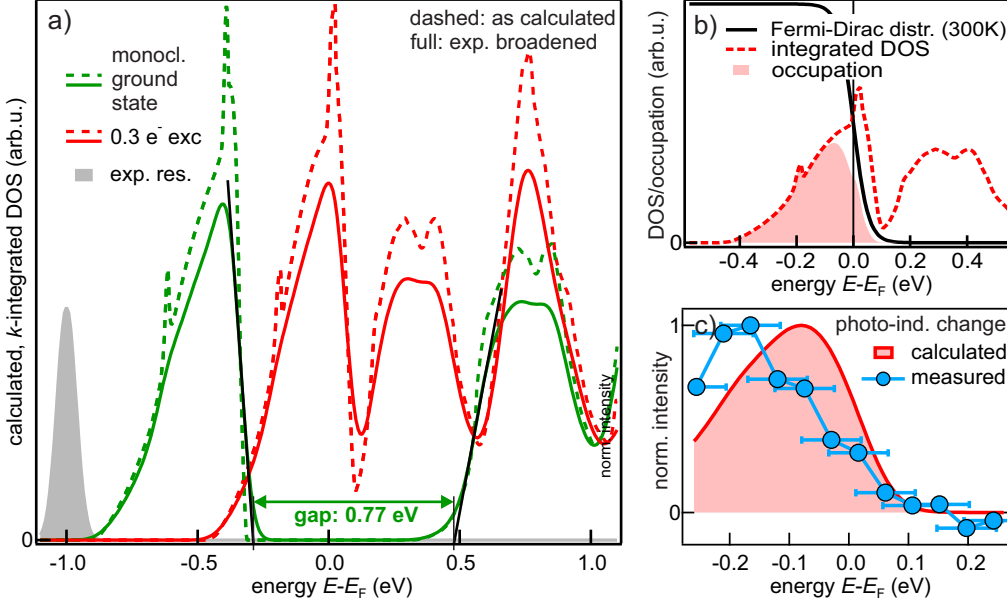 a)
dashed: as calculated
full: exp. broadened
monocl.
ground
state
0.3 e- exc
exp. res.
gap: 0.77 eV
calculated, k-integrated DOS (arb.u.)
0
-1.0 -0.5 0.0 0.5 1.0
energy E-EF (eV)
b)
Fermi-Dirac distr. (300K)
integrated DOS
occupation
DOS/occupation (arb.u.)
0
-0.4 -0.2 0.0 0.2 0.4
energy E-EF (eV)
norm. intensity
c)
photo-ind. change
calculated
measured
norm. intensity
1
0
-0.2 -0.1 0.0 0.1 0.2
energy E-EF (eV)